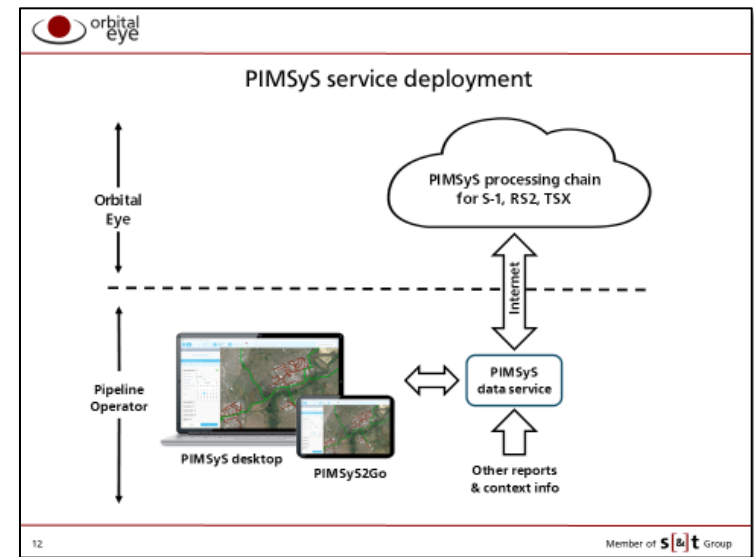 orbital
eye
PIMSyS service deployment
PIMSyS processing chain
for S-1, RS2, TSX
Orbital
Eye
Internet
Pipeline
Operator
PIMSyS
data service
PIMSyS desktop
PIMSyS2Go
Other reports
& context info
12
Member of s[&]t Group